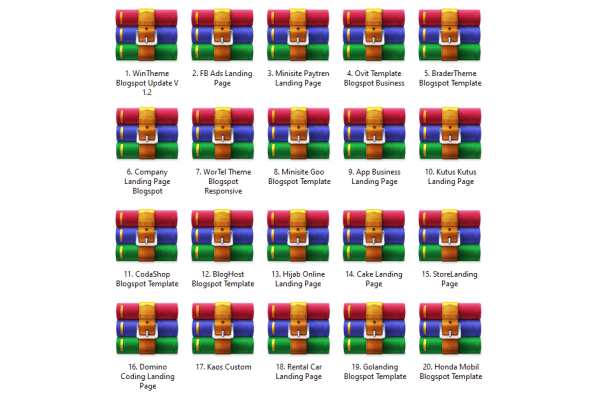 1. WinTheme
Blogspot Update V
1.2
2. FB Ads Landing
Page
3. Minisite Paytren
Landing Page
4. Ovit Template
Blogspot Business
5. BraderTheme
Blogspot Template
6. Company
Landing Page
Blogspot
7. WorTel Theme
Blogspot
Responsive
8. Minisite Goo
Blogspot Template
9. App Business
Landing Page
10. Kutus Kutus
Landing Page
11. CodaShop
Blogspot Template
12. BlogHost
Blogspot Template
13. Hijab Online
Landing Page
14. Cake Landing
Page
15. StoreLanding
Page
16. Domino
Coding Landing
Page
17. Kaos Custom
18. Rental Car
Landing Page
19. Golanding
Blogspot Template
20. Honda Mobil
Blogspot Template